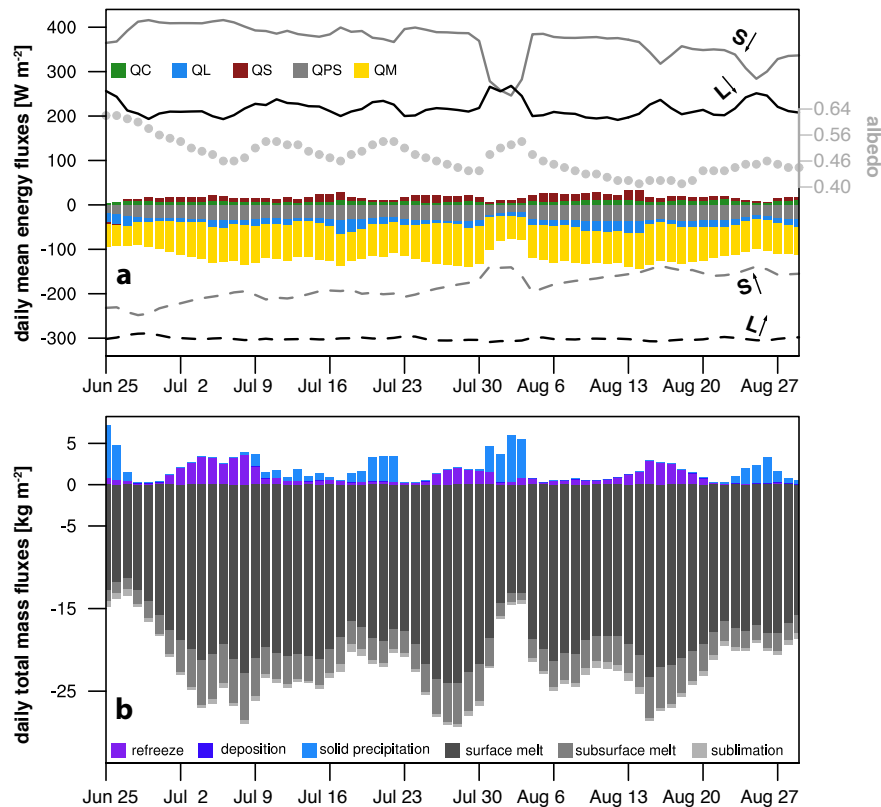 daily mean energy fluxes [W m-2]
400
300
200
100
0
-100
-200
-300
QC QL QS QPS QM
S↓
L↓
0.64
0.56
0.46
0.40
albedo
a
S↑
L↑
Jun 25 Jul 2 Jul 9 Jul 16 Jul 23 Jul 30 Aug 6 Aug 13 Aug 20 Aug 27
daily total mass fluxes [kg m-2]
5
0
-5
-15
-25
b
refreeze deposition solid precipitation surface melt subsurface melt sublimation
Jun 25 Jul 2 Jul 9 Jul 16 Jul 23 Jul 30 Aug 6 Aug 13 Aug 20 Aug 27